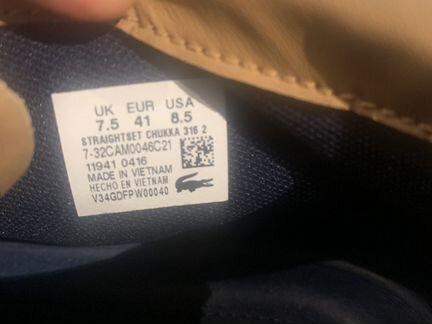 UK EUR USA
7.5 41 8.5
STRAIGHTSET CHUKKA 316 2
7-32CAM0046C21
11941 0416
MADE IN VIETNAM
HECHO EN VIETNAM
V34GDFPW00040